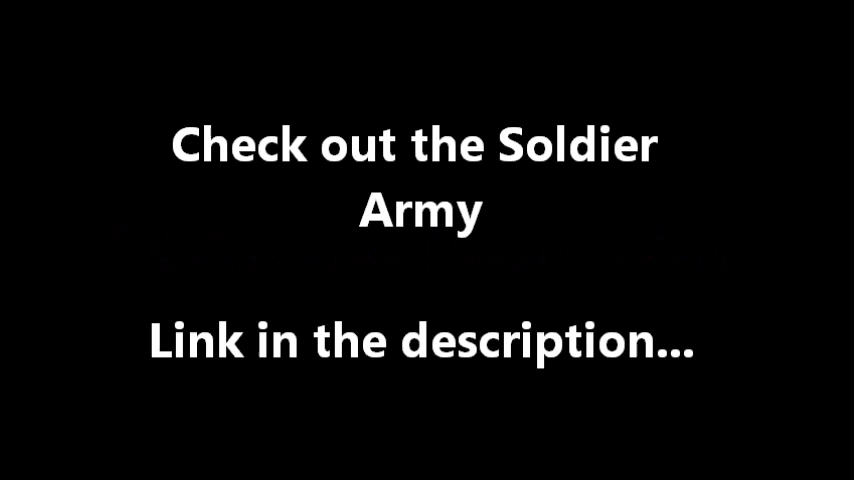 Check out the Soldier
Army
Link in the description...